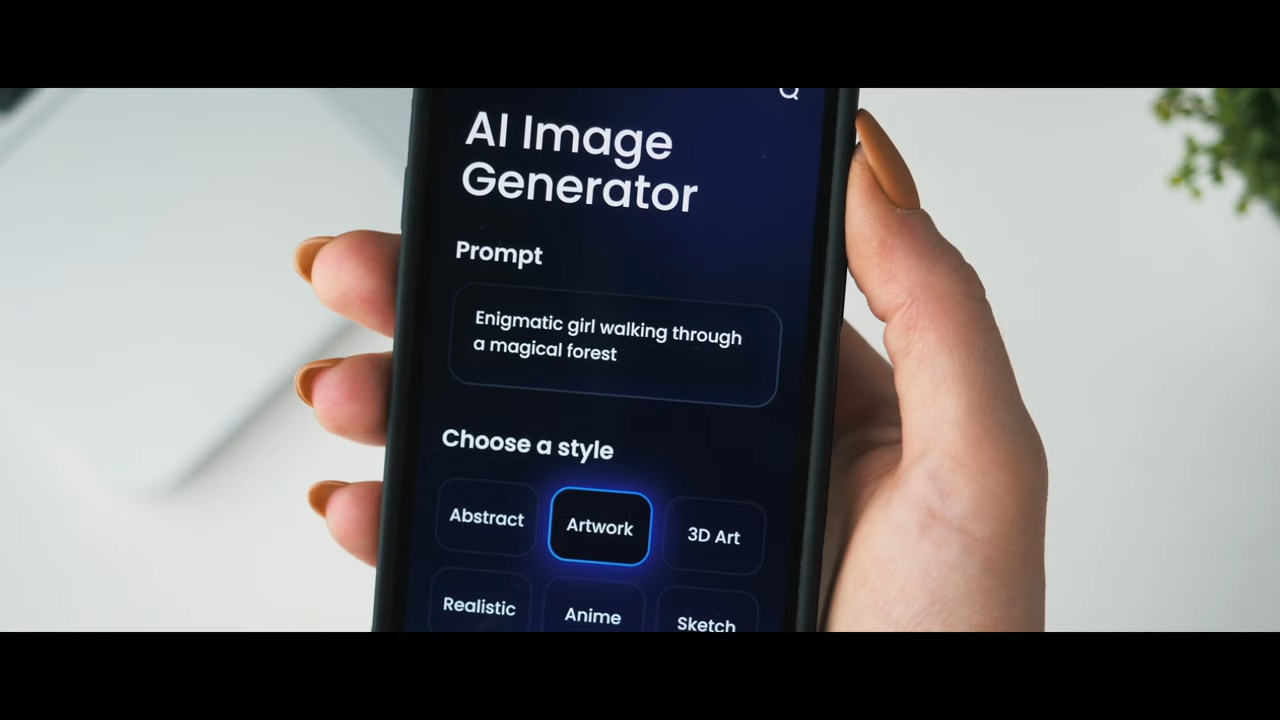 AI Image
Generator
Prompt
Enigmatic girl walking through
a magical forest
Choose a style
Abstract
Artwork
3D Art
Realistic
Anime
Sketch